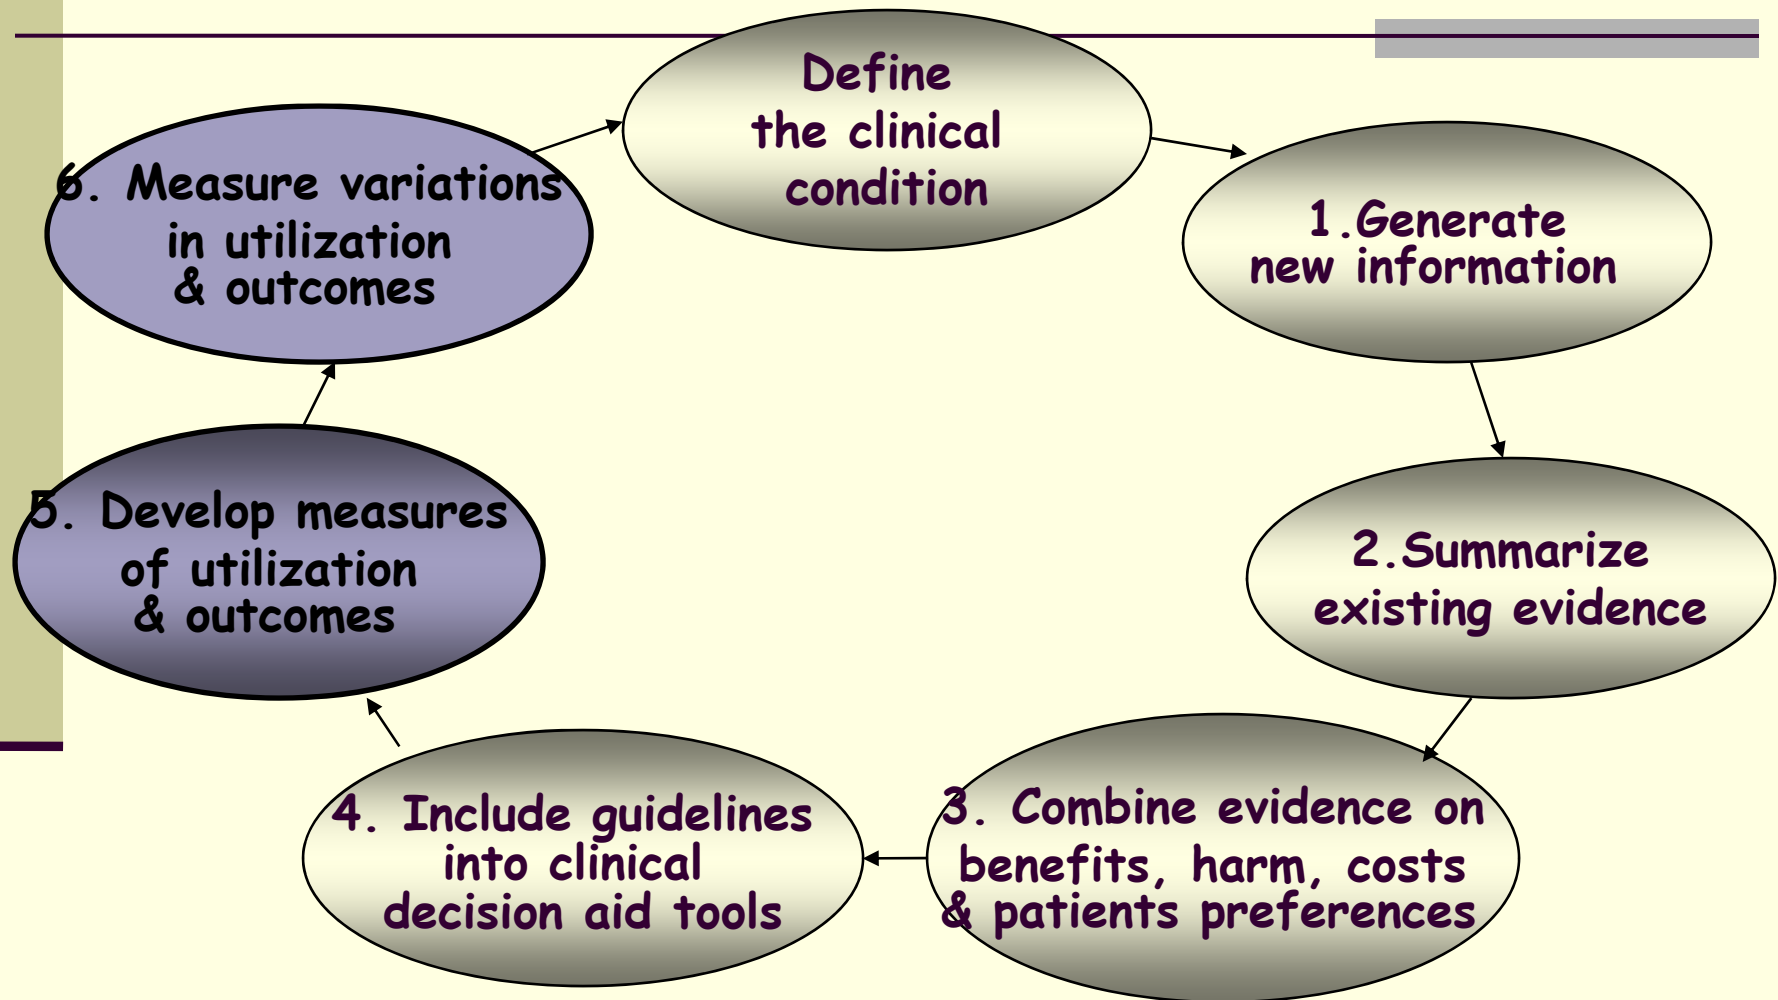 Define
the clinical
condition
1.Generate
new information
2.Summarize
existing evidence
3. Combine evidence on
benefits, harm, costs
& patients preferences
4. Include guidelines
into clinical
decision aid tools
5. Develop measures
of utilization
& outcomes
6. Measure variations
in utilization
& outcomes